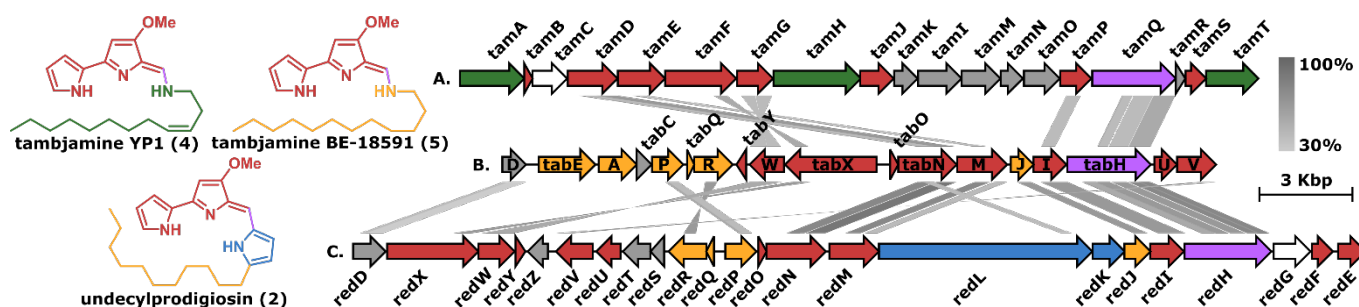 OMe
N
NH
HN
tambjamine YP1 (4)
OMe
N
NH
HN
tambjamine BE-18591 (5)
OMe
N
NH
HN
undecylprodigiosin (2)
A.
tamA
tamB
tamC
tamD
tamE
tamF
tamG
tamH
tamJ
tamK
tamI
tamM
tamN
tamO
tamP
tamQ
tamR
tamS
tamT
100%
30%
3 Kbp
B.
D
tabE
A
tabC
P
tabQ
R
tabY
W
tabX
tabO
tabN
M
J
I
tabH
U
V
C.
redD
redX
redW
redY
redZ
redV
redU
redT
redS
redR
redQ
redP
redO
redN
redM
redL
redK
redJ
redI
redH
redG
redF
redE